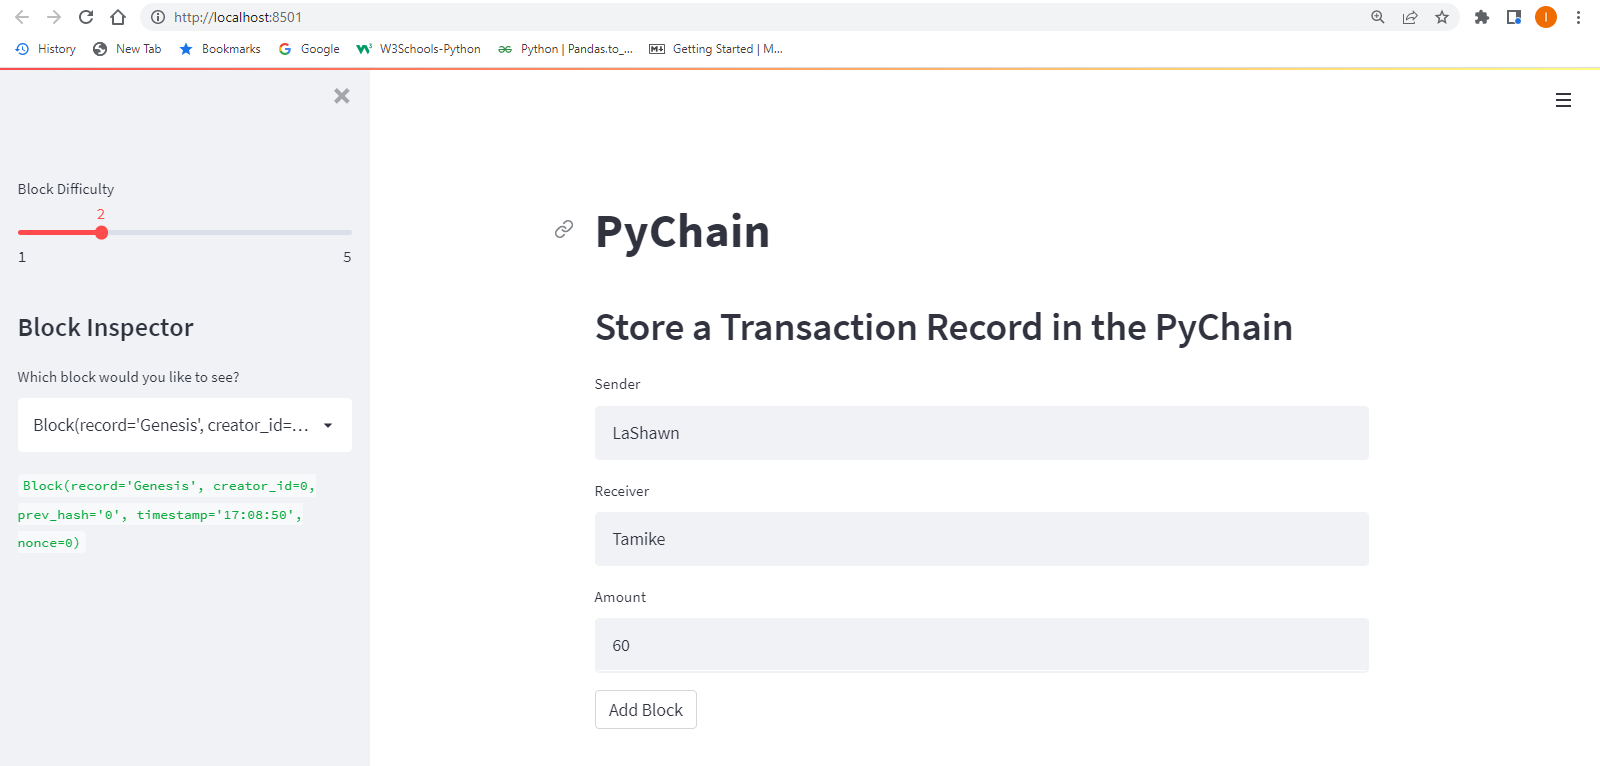 http://localhost:8501
History New Tab Bookmarks Google W3Schools-Python Python | Pandas.to_... Getting Started | M...
Block Difficulty
2
1 5
Block Inspector
Which block would you like to see?
Block(record='Genesis', creator_id=...
Block(record='Genesis', creator_id=0,
prev_hash='0', timestamp='17:08:50',
nonce=0)
PyChain
Store a Transaction Record in the PyChain
Sender
LaShawn
Receiver
Tamike
Amount
60
Add Block